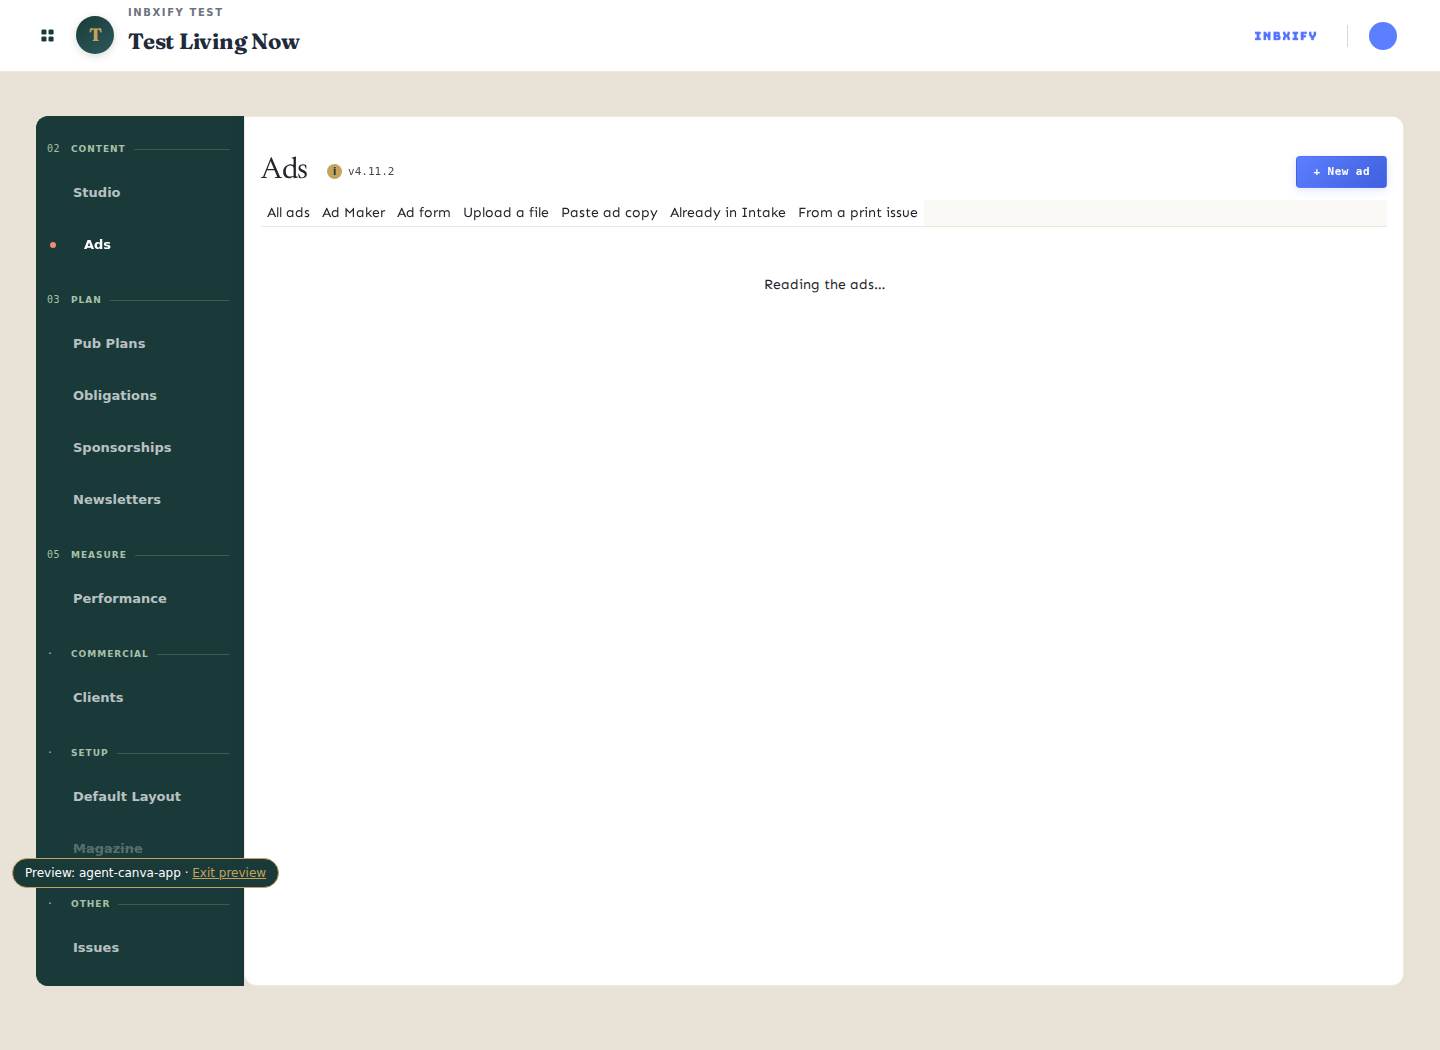 INBXIFY TEST
T
Test Living Now
INBXIFY
02 CONTENT
Studio
Ads
03 PLAN
Pub Plans
Obligations
Sponsorships
Newsletters
05 MEASURE
Performance
· COMMERCIAL
Clients
· SETUP
Default Layout
Magazine
Preview: agent-canva-app · Exit preview
· OTHER
Issues
Ads
i v4.11.2
+ New ad
All ads Ad Maker Ad form Upload a file Paste ad copy Already in Intake From a print issue
Reading the ads...